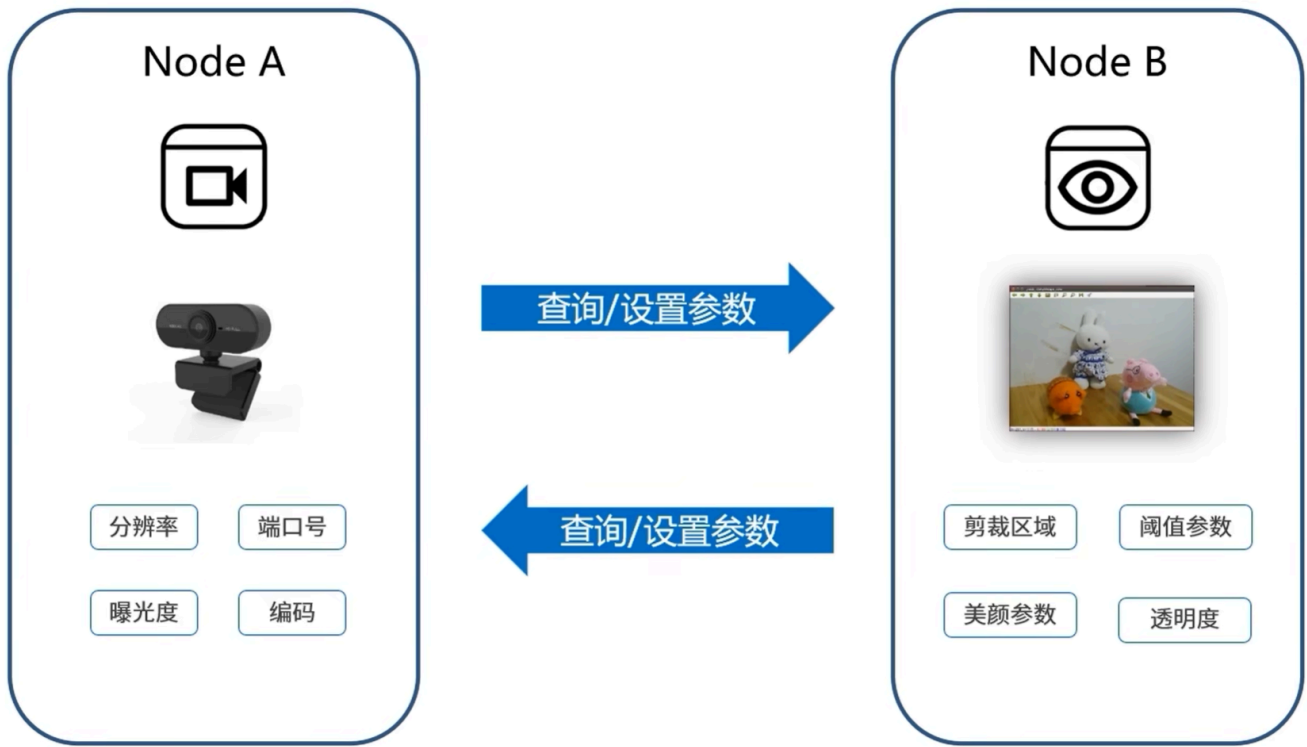 Node A
Node B
查询/设置参数
查询/设置参数
分辨率
端口号
曝光度
编码
剪裁区域
阈值参数
美颜参数
透明度